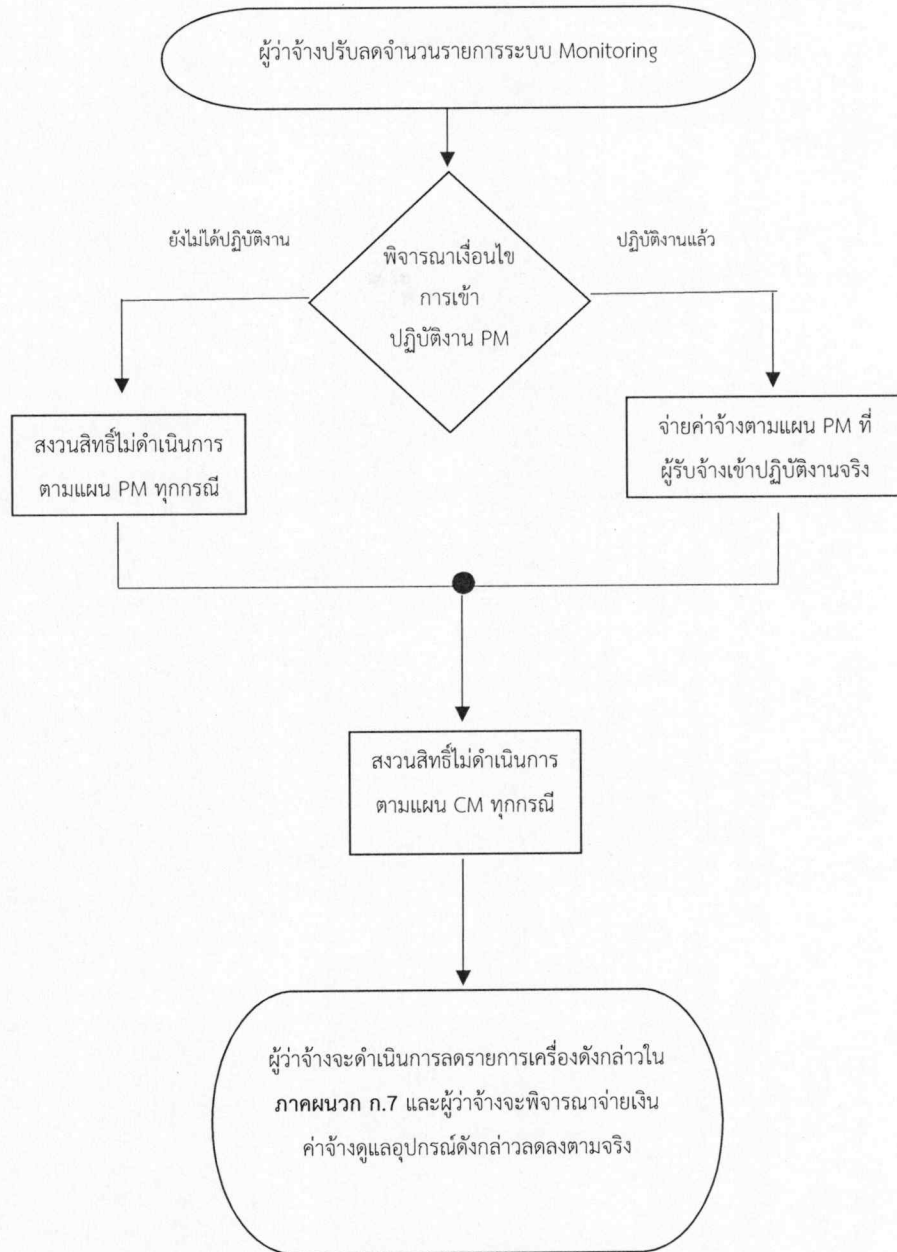 ผู้ว่าจ้างปรับลดจำนวนรายการระบบ Monitoring
ยังไม่ได้ปฏิบัติงาน
ปฏิบัติงานแล้ว
พิจารณาเงื่อนไข
การเข้า
ปฏิบัติงาน PM
สงวนสิทธิ์ไม่ดำเนินการ
ตามแผน PM ทุกกรณี
จ่ายค่าจ้างตามแผน PM ที่
ผู้รับจ้างเข้าปฏิบัติงานจริง
สงวนสิทธิ์ไม่ดำเนินการ
ตามแผน CM ทุกกรณี
ผู้ว่าจ้างจะดำเนินการลดรายการเครื่องดังกล่าวใน
ภาคผนวก ก.7 และผู้ว่าจ้างจะพิจารณาจ่ายเงิน
ค่าจ้างดูแลอุปกรณ์ดังกล่าวลดลงตามจริง